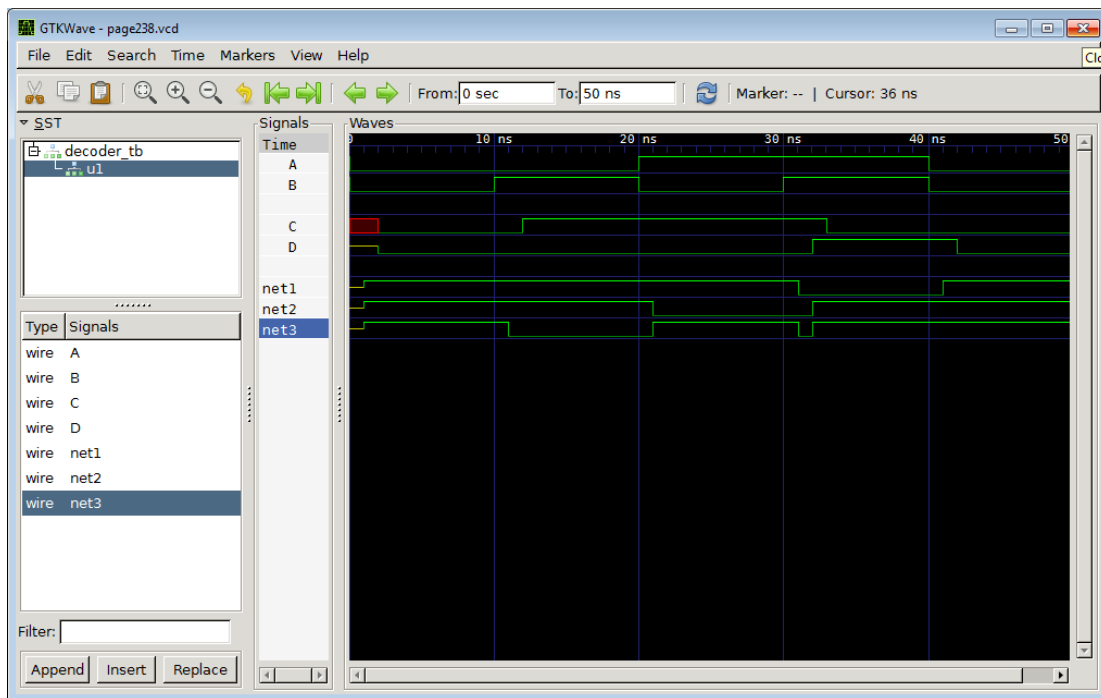 GTKWave - page238.vcd
File Edit Search Time Markers View Help
Clo
From: 0 sec To: 50 ns Marker: -- | Cursor: 36 ns
SST
decoder_tb
u1
Type Signals
wire A
wire B
wire C
wire D
wire net1
wire net2
wire net3
Filter:
Append Insert Replace
Signals
Time
A
B
C
D
net1
net2
net3
Waves
0 10 ns 20 ns 30 ns 40 ns 50